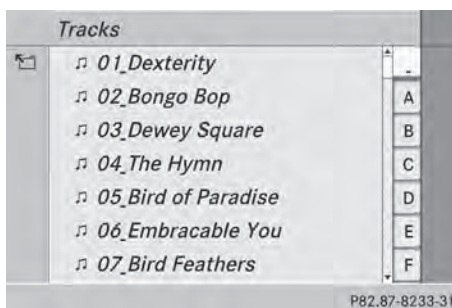 Tracks
01_Dexterity
02_Bongo Bop
03_Dewey Square
04_The Hymn
05_Bird of Paradise
06_Embracable You
07_Bird Feathers
-
A
B
C
D
E
F
P82.87-8233-31